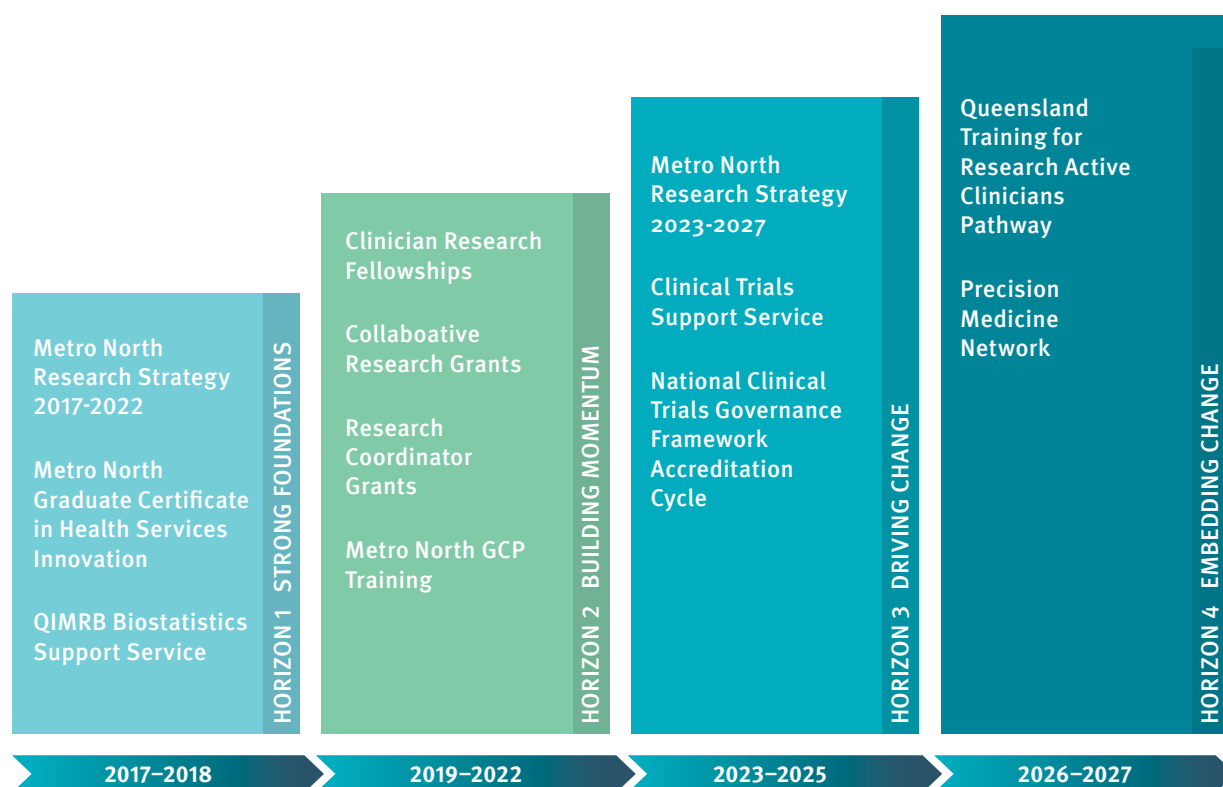 Metro North
Research Strategy
2017-2022
Metro North
Graduate Certificate
in Health Services
Innovation
QIMRB Biostatistics
Support Service
HORIZON 1 STRONG FOUNDATIONS
2017–2018
Clinician Research
Fellowships
Collaboative
Research Grants
Research
Coordinator
Grants
Metro North GCP
Training
HORIZON 2 BUILDING MOMENTUM
2019–2022
Metro North
Research Strategy
2023-2027
Clinical Trials
Support Service
National Clinical
Trials Governance
Framework
Accreditation
Cycle
HORIZON 3 DRIVING CHANGE
2023–2025
Queensland
Training for
Research Active
Clinicians
Pathway
Precision
Medicine
Network
HORIZON 4 EMBEDDING CHANGE
2026–2027